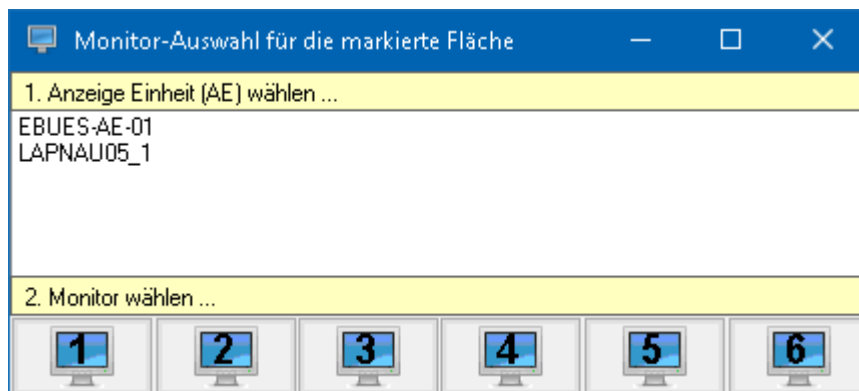 Monitor-Auswahl für die markierte Fläche
1. Anzeige Einheit (AE) wählen ...
EBUES-AE-01
LAPNAU05_1
2. Monitor wählen ...
1 2 3 4 5 6